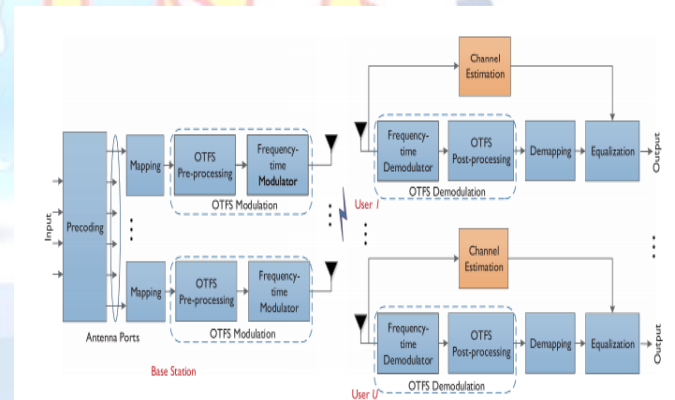 Channel
Estimation
Input
Precoding
Mapping
OTFS
Pre-processing
Frequency-
time
Modulator
OTFS Modulation
Frequency-
time
Demodulator
OTFS
Post-processing
Demapping
Equalization
Output
OTFS Demodulation
User 1
Channel
Estimation
Mapping
OTFS
Pre-processing
Frequency-
time
Modulator
OTFS Modulation
Antenna Ports
Base Station
Frequency-
time
Demodulator
OTFS
Post-processing
Demapping
Equalization
Output
OTFS Demodulation
User U